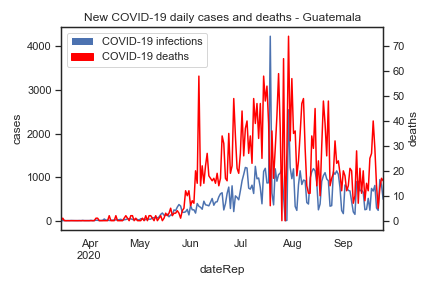 New COVID-19 daily cases and deaths - Guatemala
COVID-19 infections
COVID-19 deaths
cases
4000
3000
2000
1000
0
deaths
70
60
50
40
30
20
10
0
Apr
2020
May
Jun
Jul
Aug
Sep
dateRep